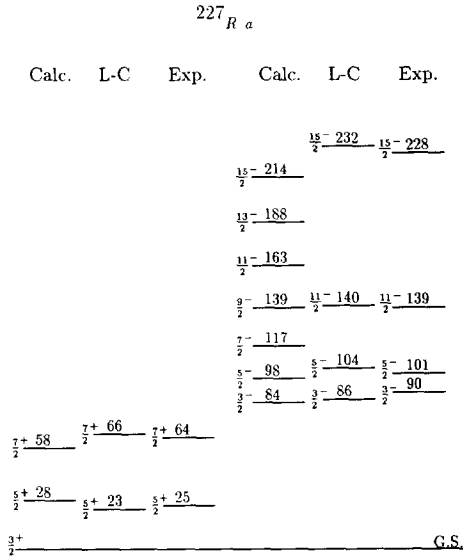 227 R a
Calc. L-C Exp. Calc. L-C Exp.
15/2- 232
15/2- 228
15/2- 214
13/2- 188
11/2- 163
9/2- 139 11/2- 140 11/2- 139
7/2- 117
5/2- 104
5/2- 98 5/2- 101
3/2- 84 3/2- 86 3/2- 90
7/2+ 58 7/2+ 66 7/2+ 64
5/2+ 28 5/2+ 23 5/2+ 25
3/2+ G.S.